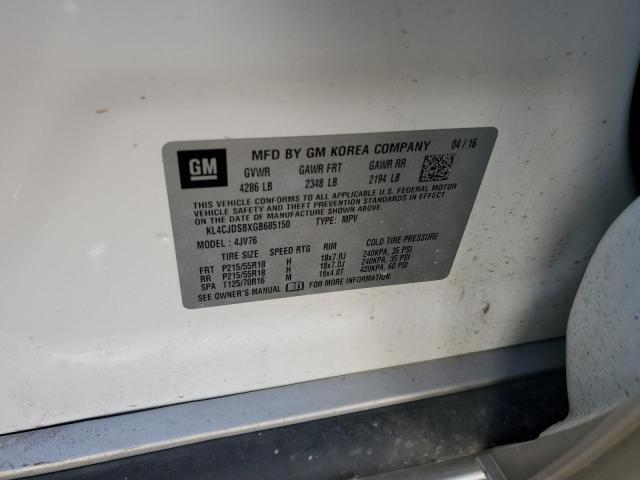 GM
MFD BY GM KOREA COMPANY 04 / 16
GVWR GAWR FRT GAWR RR
4286 LB 2348 LB 2194 LB
THIS VEHICLE CONFORMS TO ALL APPLICABLE U.S. FEDERAL MOTOR
VEHICLE SAFETY, BUMPER, AND THEFT PREVENTION STANDARDS IN EFFECT
ON THE DATE OF MANUFACTURE SHOWN ABOVE.
KL4CJDSBXGB685150 TYPE: MPV
MODEL : 4JV76
TIRE SIZE SPEED RTG RIM COLD TIRE PRESSURE
FRT P215/55R18 H 18x7.0J 240KPA, 35 PSI
RR P215/55R18 H 18x7.0J 240KPA, 35 PSI
SPA T125/70R16 M 16x4.0T 420KPA, 60 PSI
SEE OWNER'S MANUAL FOR MORE INFORMATION.